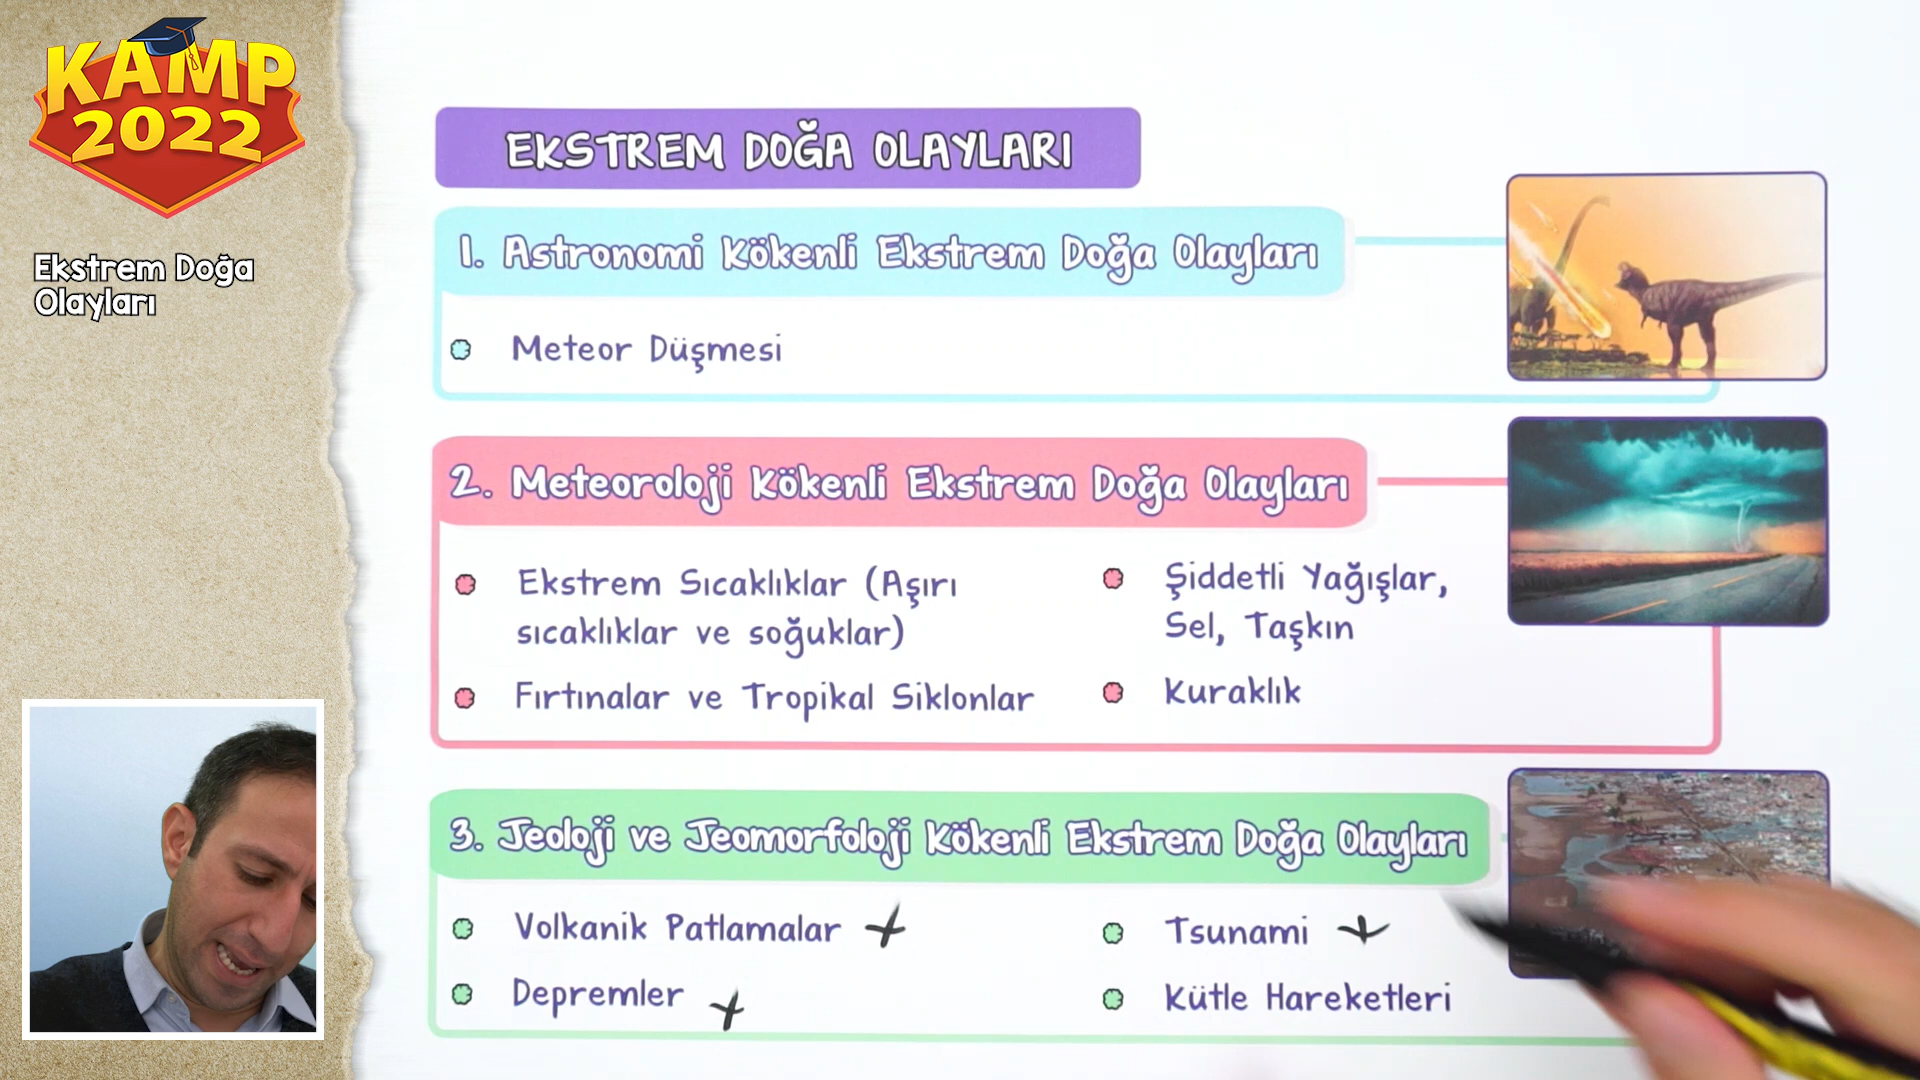 KAMP
2022
Ekstrem Doğa
Olayları
EKSTREM DOĞA OLAYLARI
1. Astronomi Kökenli Ekstrem Doğa Olayları
Meteor Düşmesi
2. Meteoroloji Kökenli Ekstrem Doğa Olayları
Ekstrem Sıcaklıklar (Aşırı
sıcaklıklar ve soğuklar)
Fırtınalar ve Tropikal Siklonlar
Şiddetli Yağışlar,
Sel, Taşkın
Kuraklık
3. Jeoloji ve Jeomorfoloji Kökenli Ekstrem Doğa Olayları
Volkanik Patlamalar +
Depremler +
Tsunami +
Kütle Hareketleri